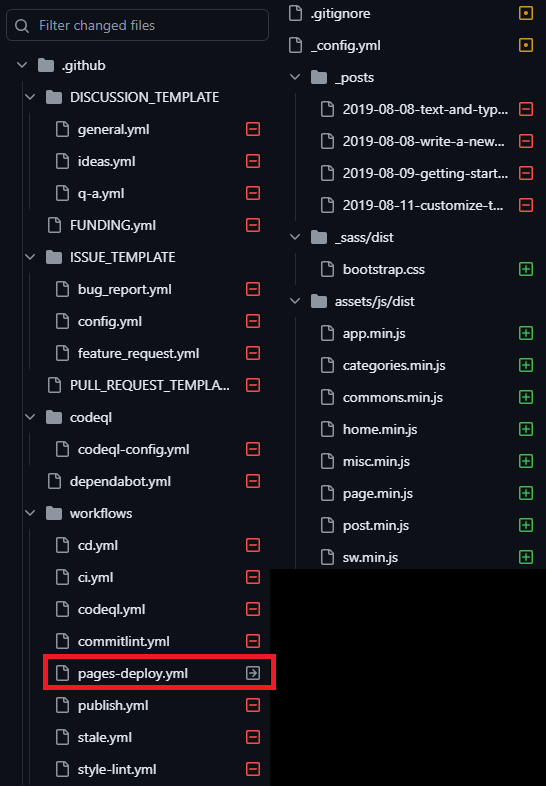 Filter changed files
.github
DISCUSSION_TEMPLATE
general.yml
ideas.yml
q-a.yml
FUNDING.yml
ISSUE_TEMPLATE
bug_report.yml
config.yml
feature_request.yml
PULL_REQUEST_TEMPLA...
codeql
codeql-config.yml
dependabot.yml
workflows
cd.yml
ci.yml
codeql.yml
commitlint.yml
pages-deploy.yml
publish.yml
stale.yml
style-lint.yml
.gitignore
_config.yml
_posts
2019-08-08-text-and-typ...
2019-08-08-write-a-new...
2019-08-09-getting-start...
2019-08-11-customize-t...
_sass/dist
bootstrap.css
assets/js/dist
app.min.js
categories.min.js
commons.min.js
home.min.js
misc.min.js
page.min.js
post.min.js
sw.min.js